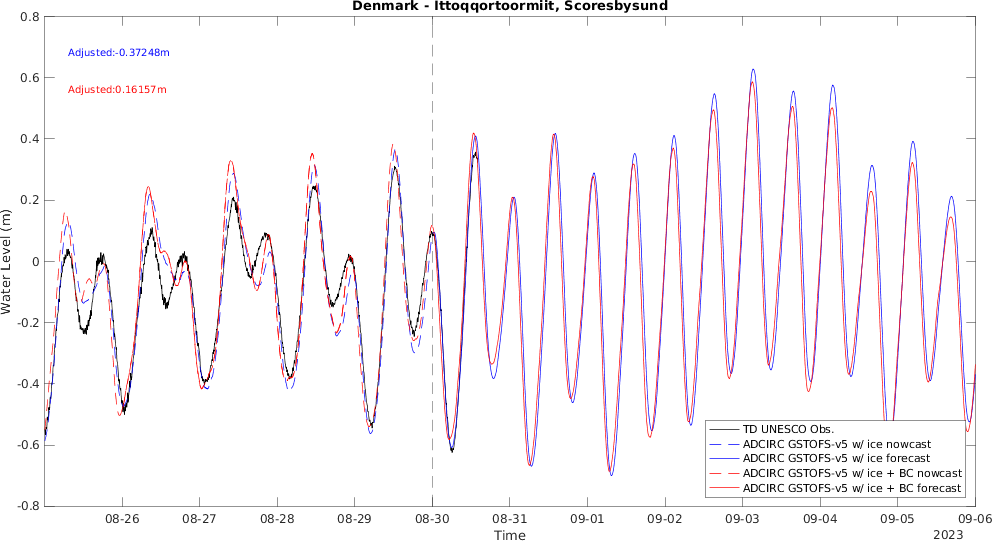 Denmark - Ittoqqortoormiit, Scoresbysund
Adjusted:-0.37248m
Adjusted:0.16157m
Water Level (m)
0.8
0.6
0.4
0.2
0
-0.2
-0.4
-0.6
-0.8
TD UNESCO Obs.
ADCIRC GSTOFS-v5 w/ ice nowcast
ADCIRC GSTOFS-v5 w/ ice forecast
ADCIRC GSTOFS-v5 w/ ice + BC nowcast
ADCIRC GSTOFS-v5 w/ ice + BC forecast
08-26 08-27 08-28 08-29 08-30 08-31 09-01 09-02 09-03 09-04 09-05 09-06
Time
2023